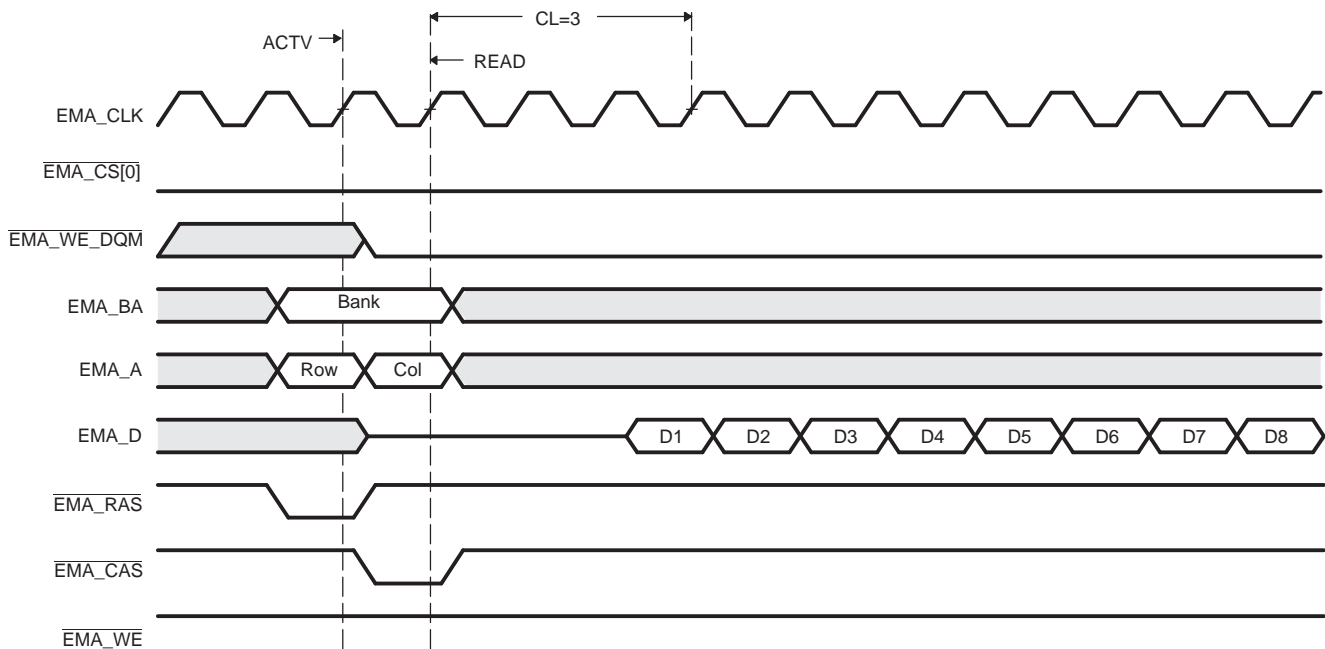 CL=3
ACTV
READ
EMA_CLK
EMA_CS[0]
EMA_WE_DQM
EMA_BA
Bank
EMA_A
Row
Col
EMA_D
D1
D2
D3
D4
D5
D6
D7
D8
EMA_RAS
EMA_CAS
EMA_WE